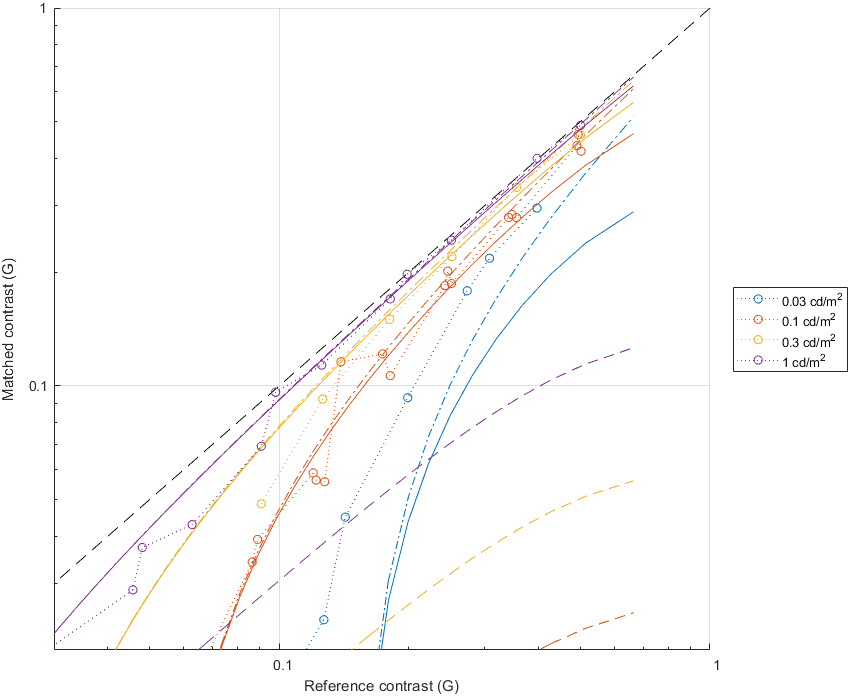 1
Matched contrast (G)
0.1
0.03 cd/m²
0.1 cd/m²
0.3 cd/m²
1 cd/m²
0.1
1
Reference contrast (G)